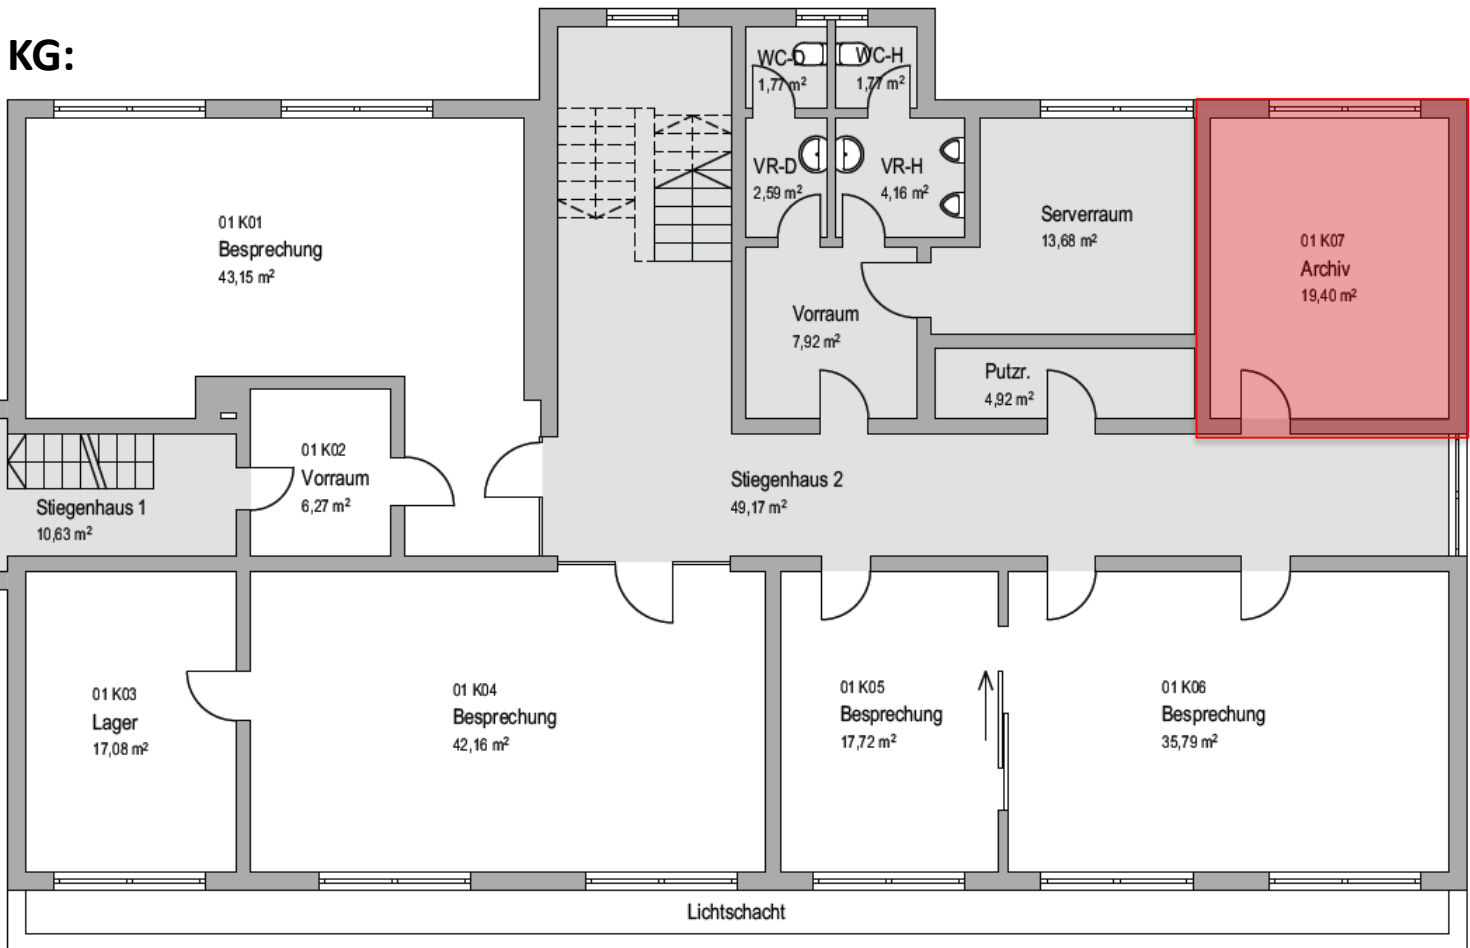 KG:
WC-D
1,77 m²
WC-H
1,77 m²
VR-D
2,59 m²
VR-H
4,16 m²
01 K01
Besprechung
43,15 m²
Serverraum
13,68 m²
01 K07
Archiv
19,40 m²
Vorraum
7,92 m²
Putzr.
4,92 m²
01 K02
Vorraum
6,27 m²
Stiegenhaus 1
10,63 m²
Stiegenhaus 2
49,17 m²
01 K03
Lager
17,08 m²
01 K04
Besprechung
42,16 m²
01 K05
Besprechung
17,72 m²
01 K06
Besprechung
35,79 m²
Lichtschacht